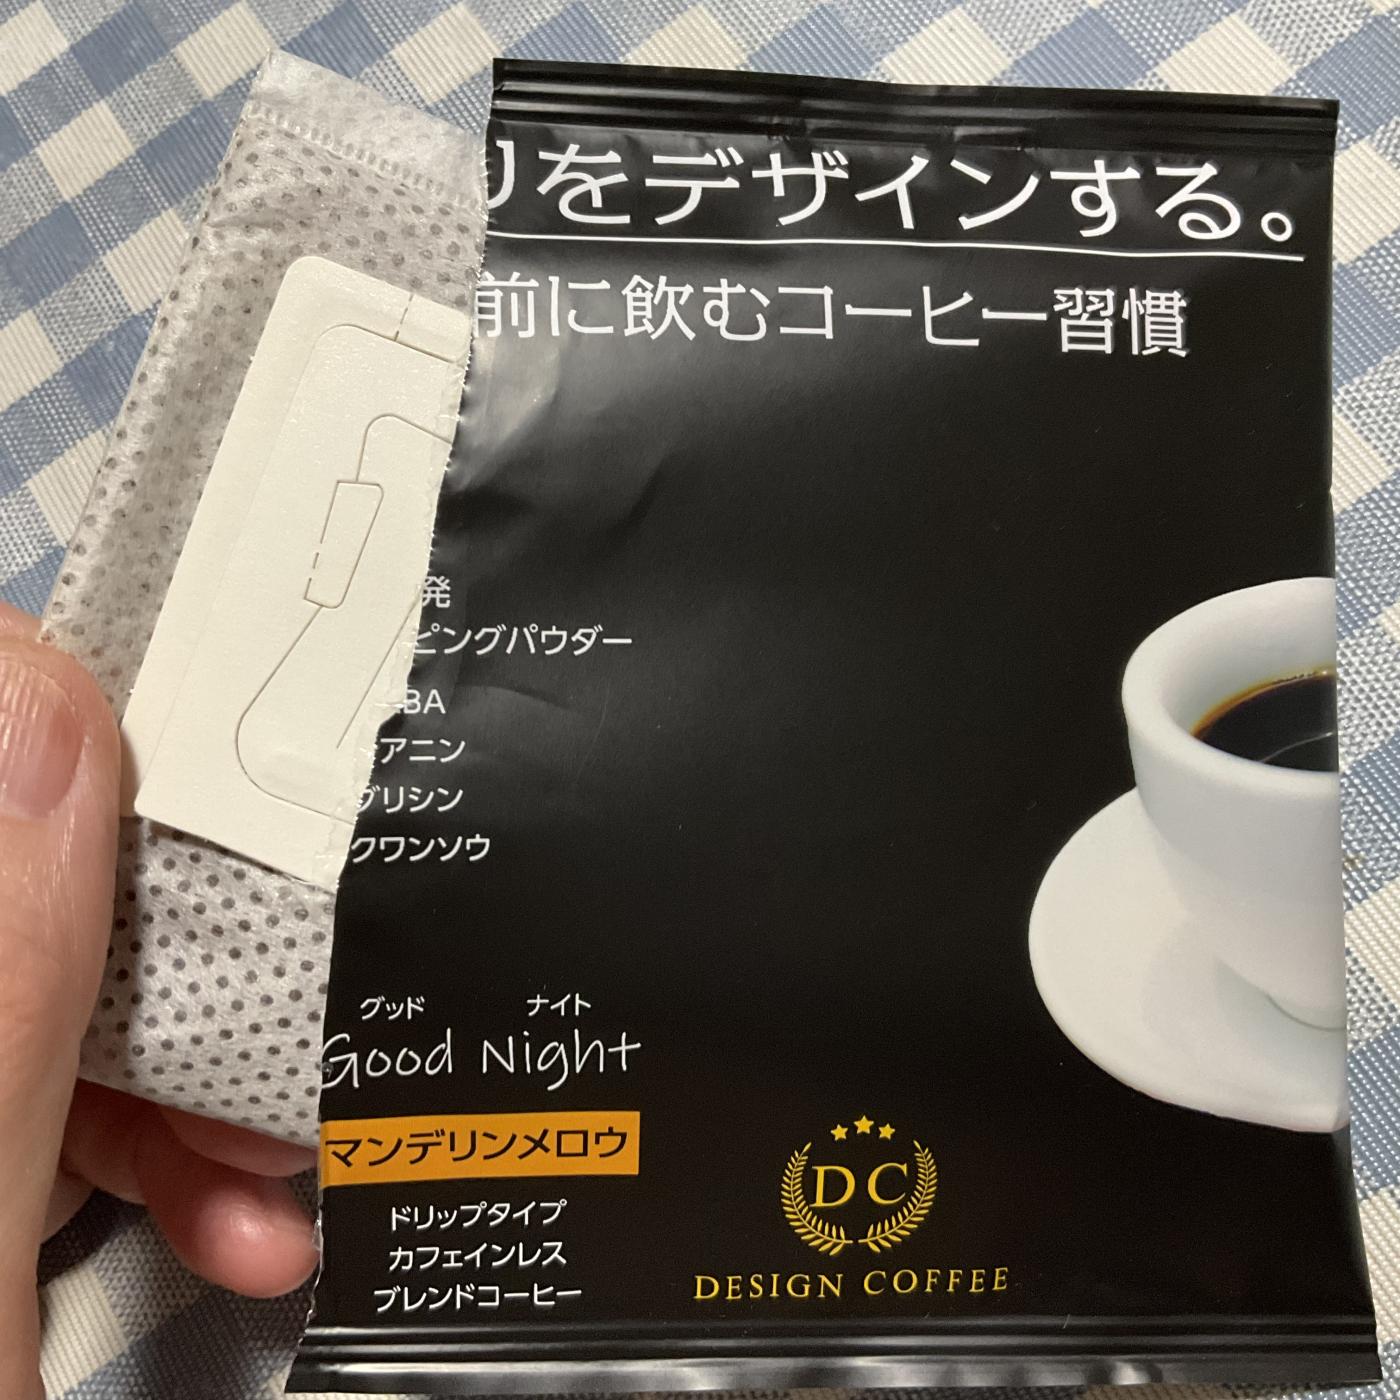 をデザインする。
前に飲むコーヒー習慣
発
ピングパウダー
BA
アニン
グリシン
クワンソウ
グッド ナイト
Good Night
マンデリンメロウ
ドリップタイプ
カフェインレス
ブレンドコーヒー
DC
DESIGN COFFEE